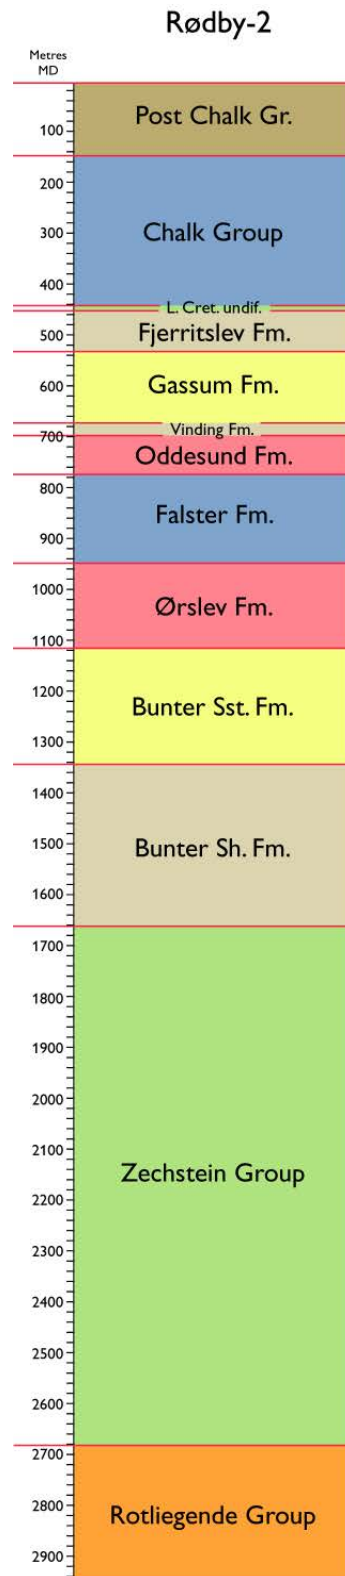 Rødby-2
Metres
MD
Post Chalk Gr.
100
200
Chalk Group
300
400
L. Cret. undif.
Fjerritslev Fm.
500
Gassum Fm.
600
Vinding Fm.
700
Oddesund Fm.
800
Falster Fm.
900
1000
Ørslev Fm.
1100
1200
Bunter Sst. Fm.
1300
1400
1500
Bunter Sh. Fm.
1600
1700
1800
1900
2000
2100
Zechstein Group
2200
2300
2400
2500
2600
2700
2800
Rotliegende Group
2900